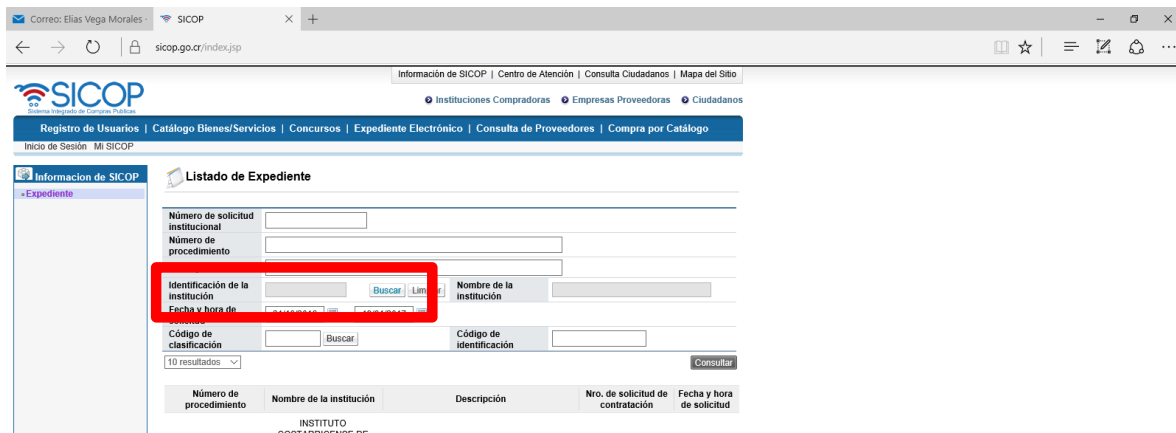 Correo: Elias Vega Morales ·
SICOP
sicop.go.cr/index.jsp
Información de SICOP | Centro de Atención | Consulta Ciudadanos | Mapa del Sitio
SICOP
Sistema Integrado de Compras Públicas
Instituciones Compradoras Empresas Proveedoras Ciudadanos
Registro de Usuarios | Catálogo Bienes/Servicios | Concursos | Expediente Electrónico | Consulta de Proveedores | Compra por Catálogo
Inicio de Sesión Mi SICOP
Informacion de SICOP
Expediente
Listado de Expediente
Número de solicitud
institucional
Número de
procedimiento
Identificación de la
institución
Buscar
Nombre de la
institución
Fecha y hora de
Código de
clasificación
Buscar
Código de
identificación
10 resultados
Consultar
Número de
procedimiento
Nombre de la institución
Descripción
Nro. de solicitud de
contratación
Fecha y hora
de solicitud
INSTITUTO